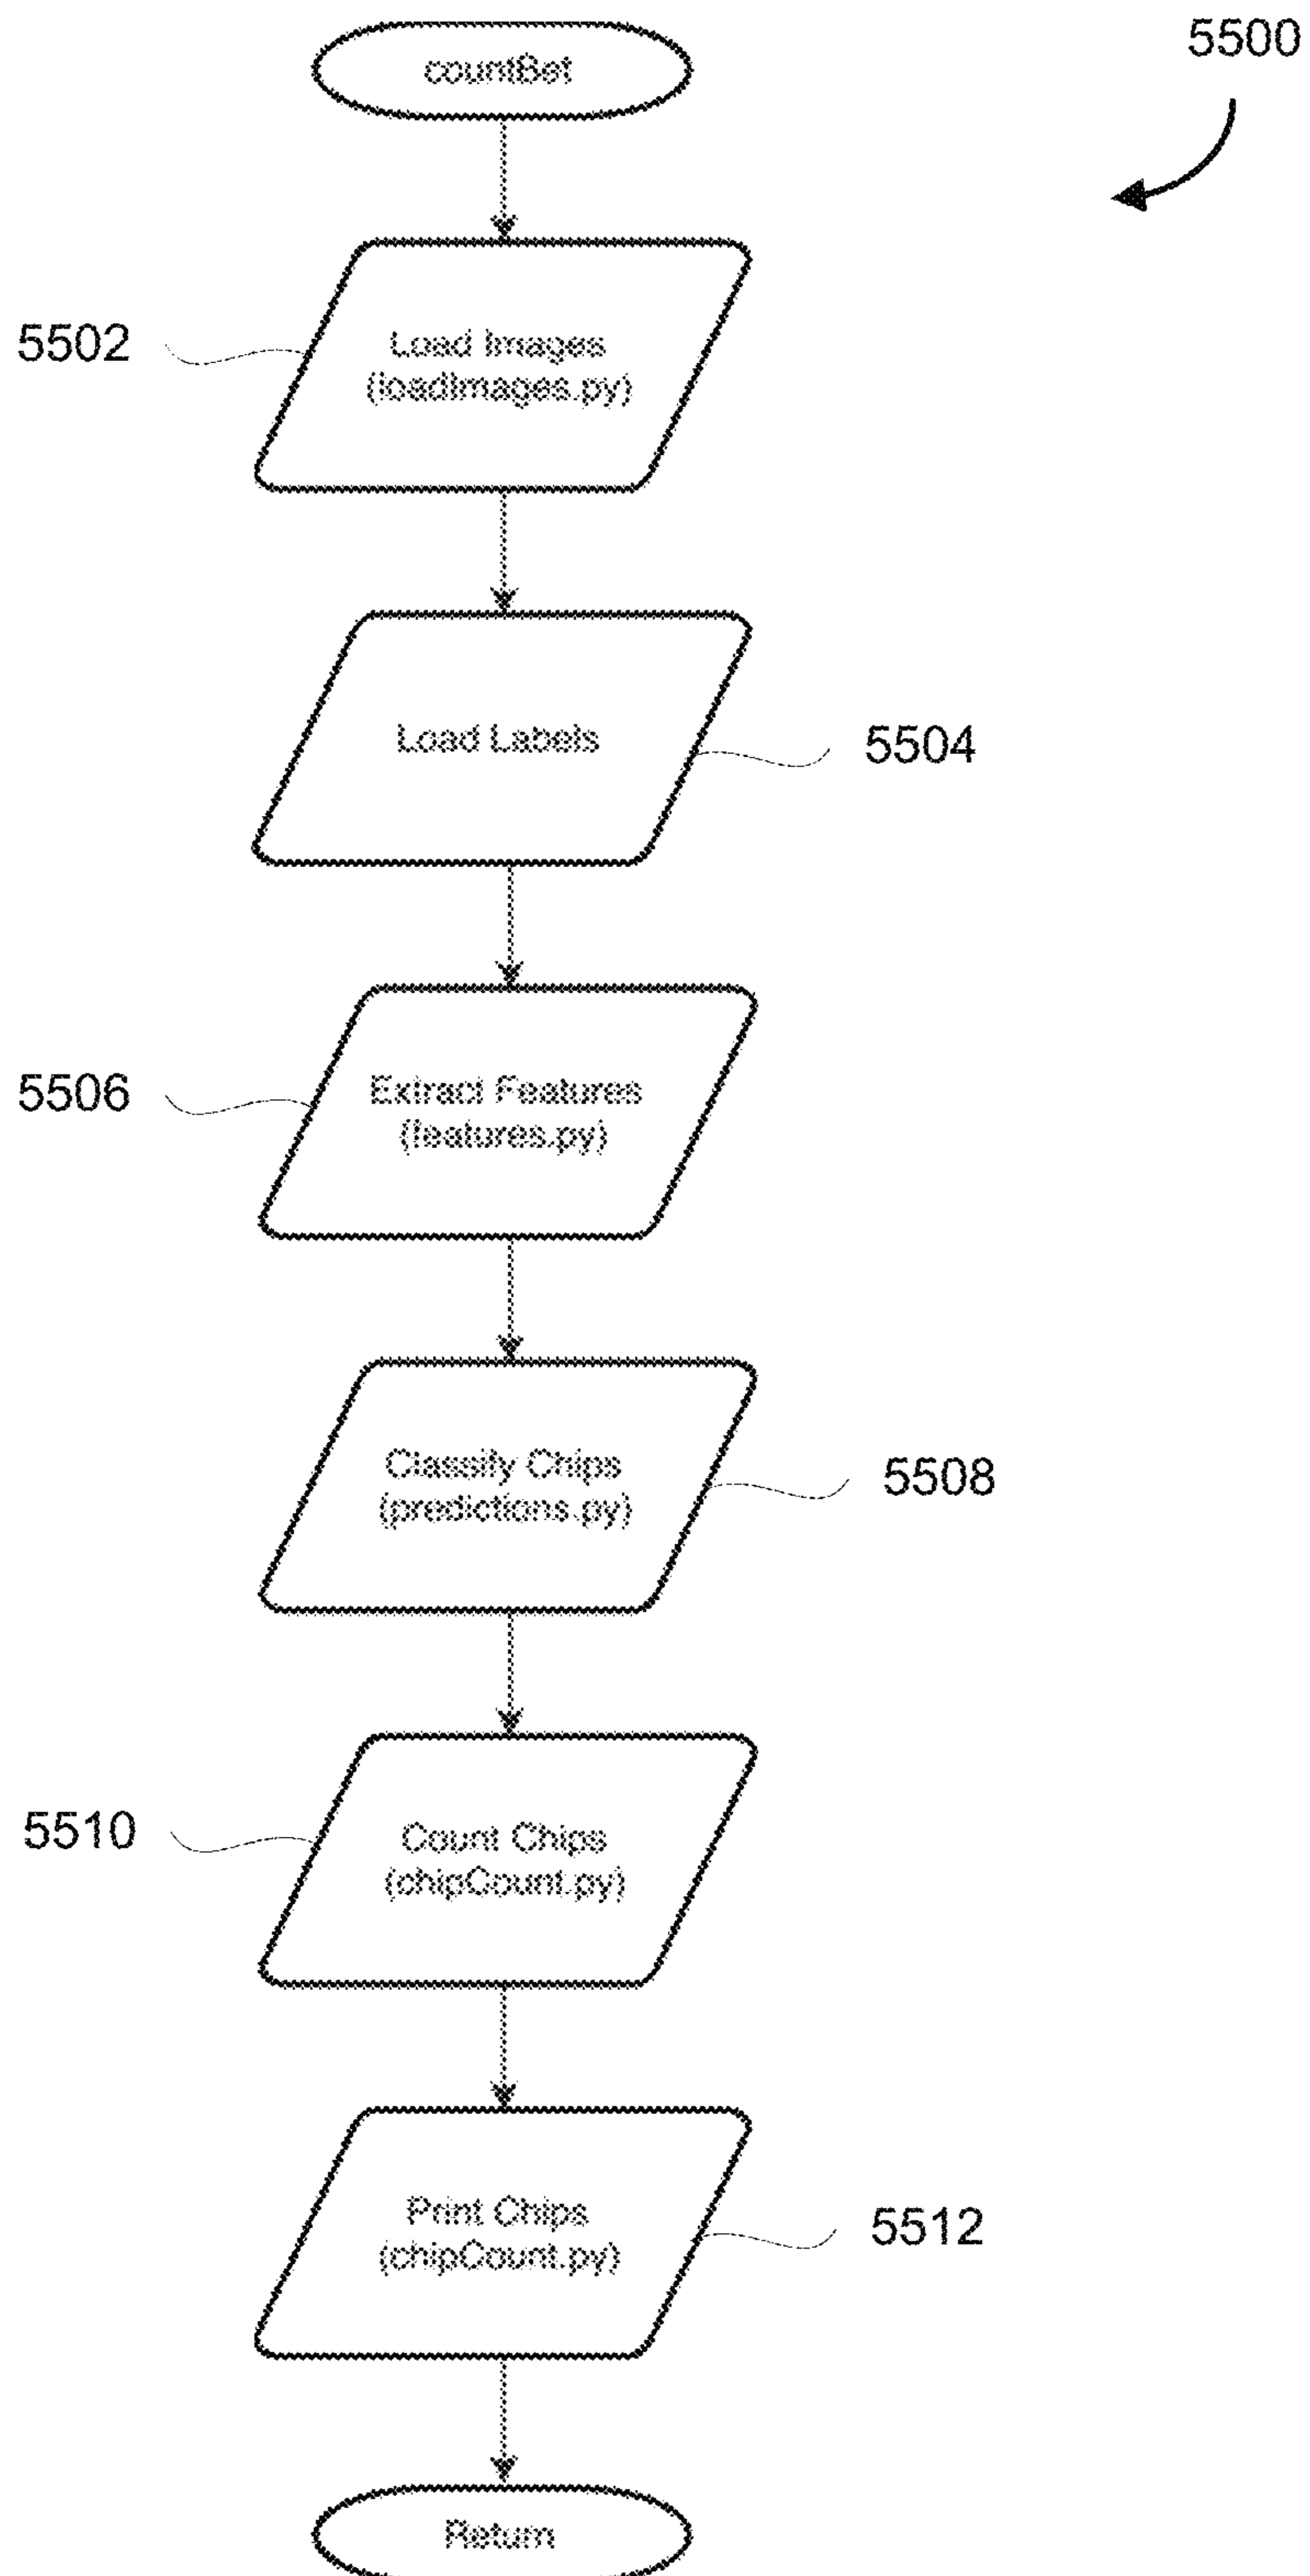 countBet
5500
5502
Load Images
(loadImages.py)
Load Labels
5504
5506
Extract Features
(features.py)
Classify Chips
(predictions.py)
5508
5510
Count Chips
(chipCount.py)
Print Chips
(chipCount.py)
5512
Return